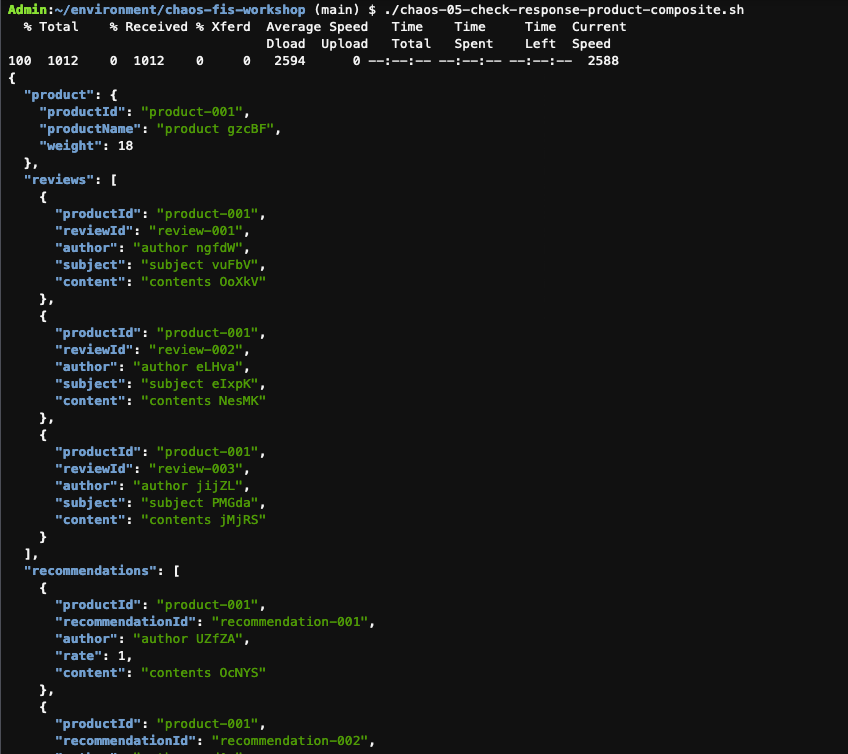 Admin:~/environment/chaos-fis-workshop (main) $ ./chaos-05-check-response-product-composite.sh
  % Total    % Received % Xferd  Average Speed   Time    Time     Time  Current
                                 Dload  Upload   Total   Spent    Left  Speed
100  1012    0  1012    0     0   2594      0 --:--:-- --:--:-- --:--:--  2588
{
  "product": {
    "productId": "product-001",
    "productName": "product gzcBF",
    "weight": 18
  },
  "reviews": [
    {
      "productId": "product-001",
      "reviewId": "review-001",
      "author": "author ngfdW",
      "subject": "subject vuFbV",
      "content": "contents OoXkV"
    },
    {
      "productId": "product-001",
      "reviewId": "review-002",
      "author": "author eLHva",
      "subject": "subject eIxpK",
      "content": "contents NesMK"
    },
    {
      "productId": "product-001",
      "reviewId": "review-003",
      "author": "author jijZL",
      "subject": "subject PMGda",
      "content": "contents jMjRS"
    }
  ],
  "recommendations": [
    {
      "productId": "product-001",
      "recommendationId": "recommendation-001",
      "author": "author UZfZA",
      "rate": 1,
      "content": "contents OcNYS"
    },
    {
      "productId": "product-001",
      "recommendationId": "recommendation-002",